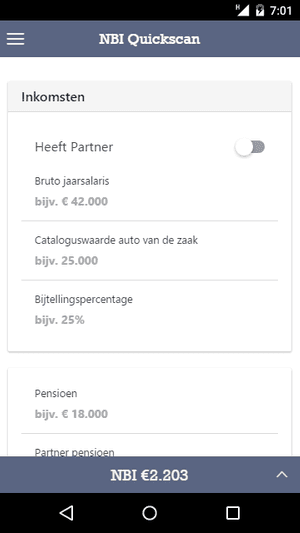 7:01
NBI Quickscan
Inkomsten
Heeft Partner
Bruto jaarsalaris
bijv. € 42.000
Cataloguswaarde auto van de zaak
bijv. 25.000
Bijtellingspercentage
bijv. 25%
Pensioen
bijv. € 18.000
Partner pensioen
NBI €2.203